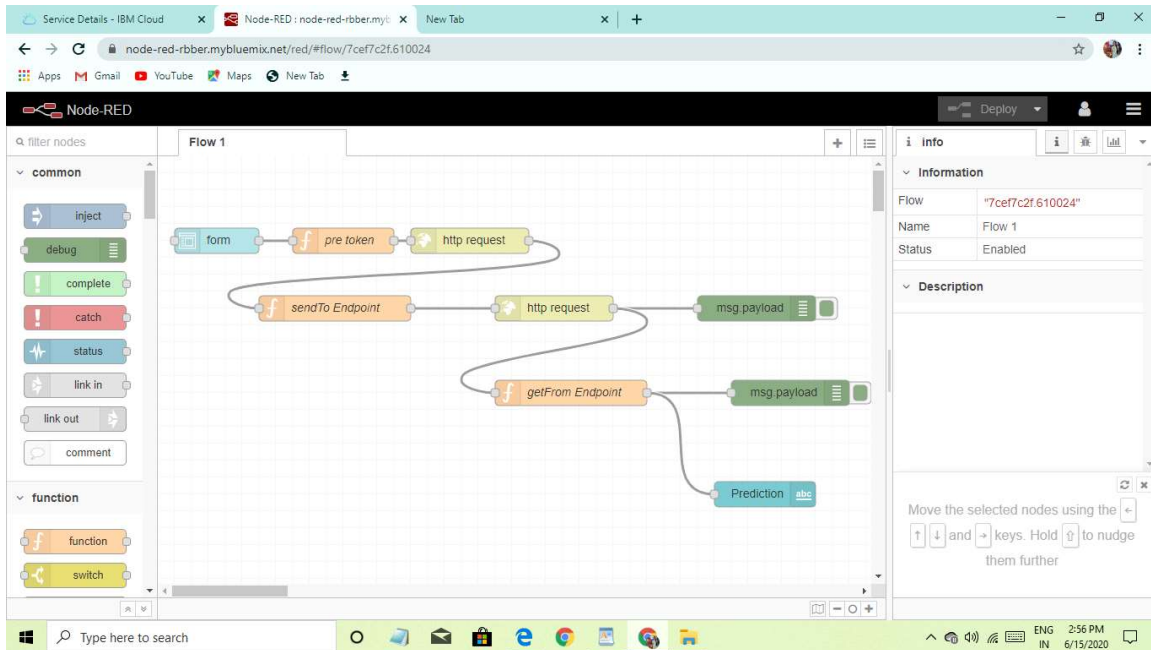 Service Details - IBM Cloud
Node-RED : node-red-rbber.myb
New Tab
node-red-rbber.mybluemix.net/red/#flow/7cef7c2f.610024
Apps Gmail YouTube Maps New Tab
Node-RED
Deploy
filter nodes
Flow 1
info
common
Information
inject
debug
complete
catch
status
link in
link out
comment
function
function
switch
form
pre token
http request
sendTo Endpoint
http request
msg.payload
getFrom Endpoint
msg.payload
Prediction
abc
Flow "7cef7c2f.610024"
Name Flow 1
Status Enabled
Description
Move the selected nodes using the ←
↑ ↓ and → keys. Hold ⇧ to nudge
them further
Type here to search
ENG
IN
2:56 PM
6/15/2020